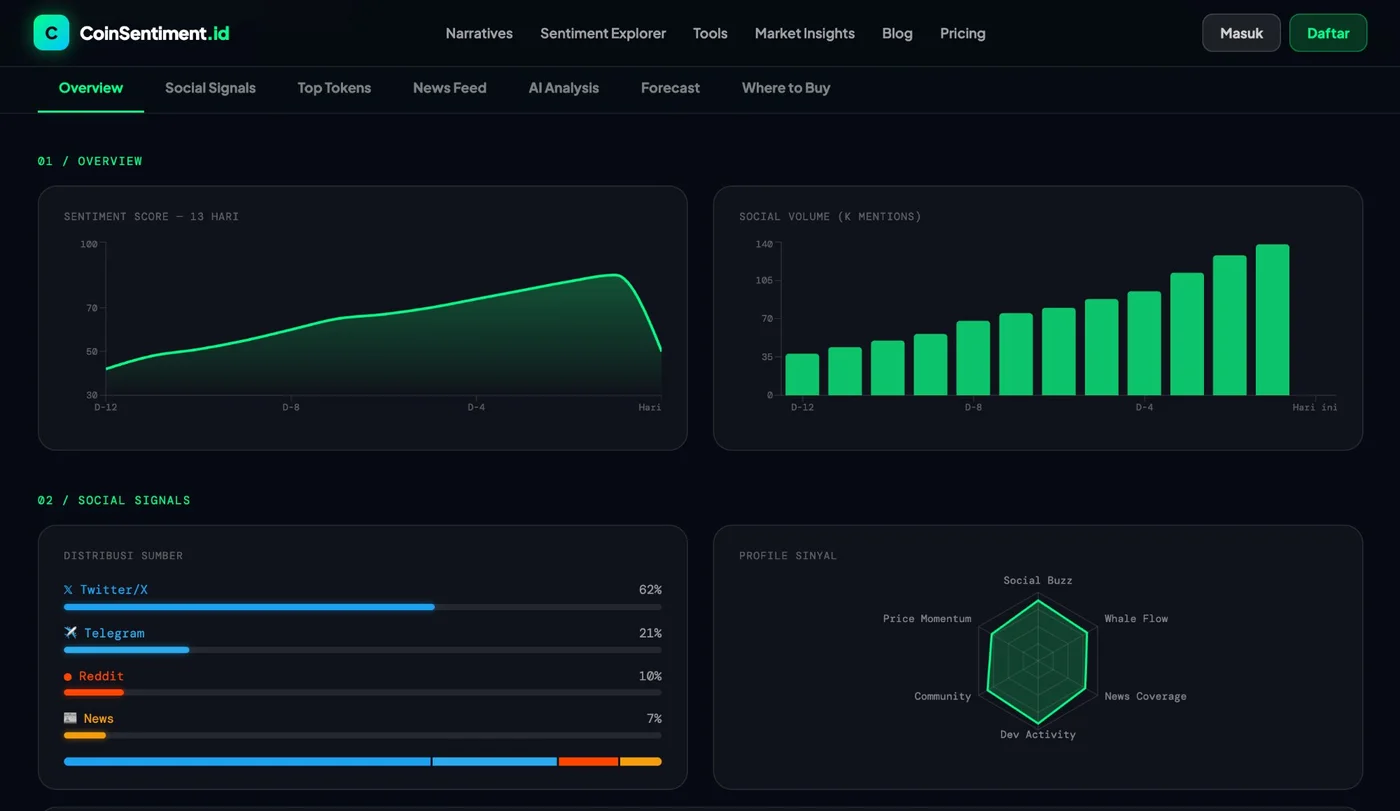 C CoinSentiment.id Narratives Sentiment Explorer Tools Market Insights Blog Pricing Masuk Daftar
Overview Social Signals Top Tokens News Feed AI Analysis Forecast Where to Buy
01 / OVERVIEW
SENTIMENT SCORE — 13 HARI
100
70
50
30
D-12 D-8 D-4 Hari
SOCIAL VOLUME (K MENTIONS)
140
105
70
35
0
D-12 D-8 D-4 Hari ini
02 / SOCIAL SIGNALS
DISTRIBUSI SUMBER
𝕏 Twitter/X 62%
Telegram 21%
Reddit 10%
News 7%
PROFILE SINYAL
Social Buzz
Price Momentum Whale Flow
Community News Coverage
Dev Activity